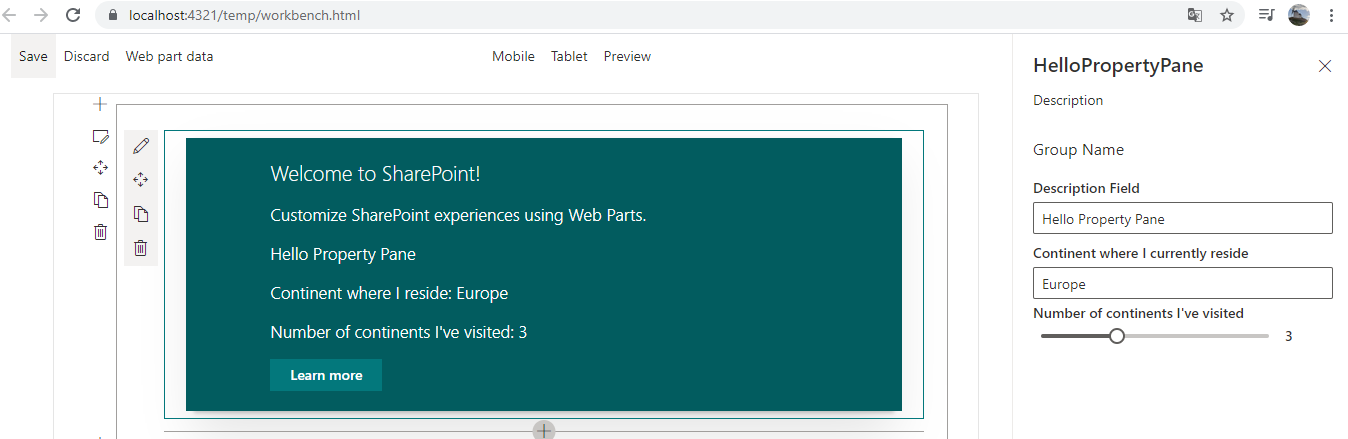 localhost:4321/temp/workbench.html
Save Discard Web part data Mobile Tablet Preview
Welcome to SharePoint!
Customize SharePoint experiences using Web Parts.
Hello Property Pane
Continent where I reside: Europe
Number of continents I've visited: 3
Learn more
HelloPropertyPane
Description
Group Name
Description Field
Hello Property Pane
Continent where I currently reside
Europe
Number of continents I've visited
3